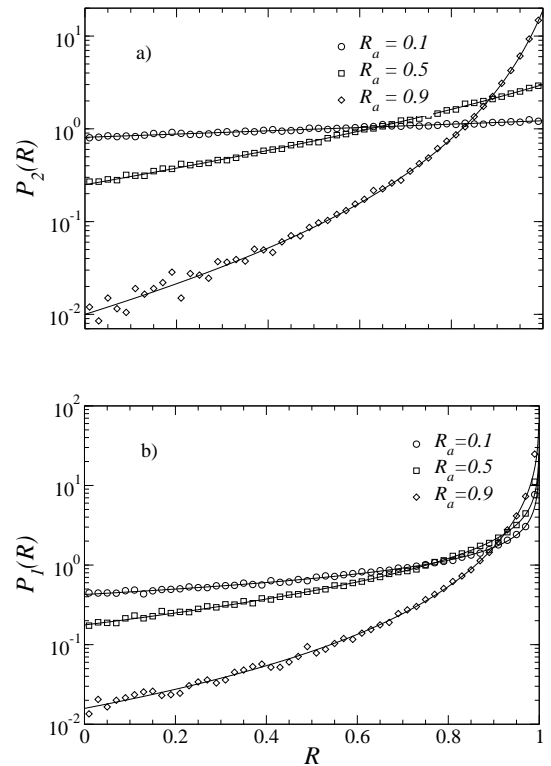 10^1
10^0
10^-1
10^-2
P_2(R)
a)
R_a = 0.1
R_a = 0.5
R_a = 0.9
10^2
10^1
10^0
10^-1
10^-2
P_1(R)
b)
R_a=0.1
R_a=0.5
R_a=0.9
0 0.2 0.4 0.6 0.8 1
R